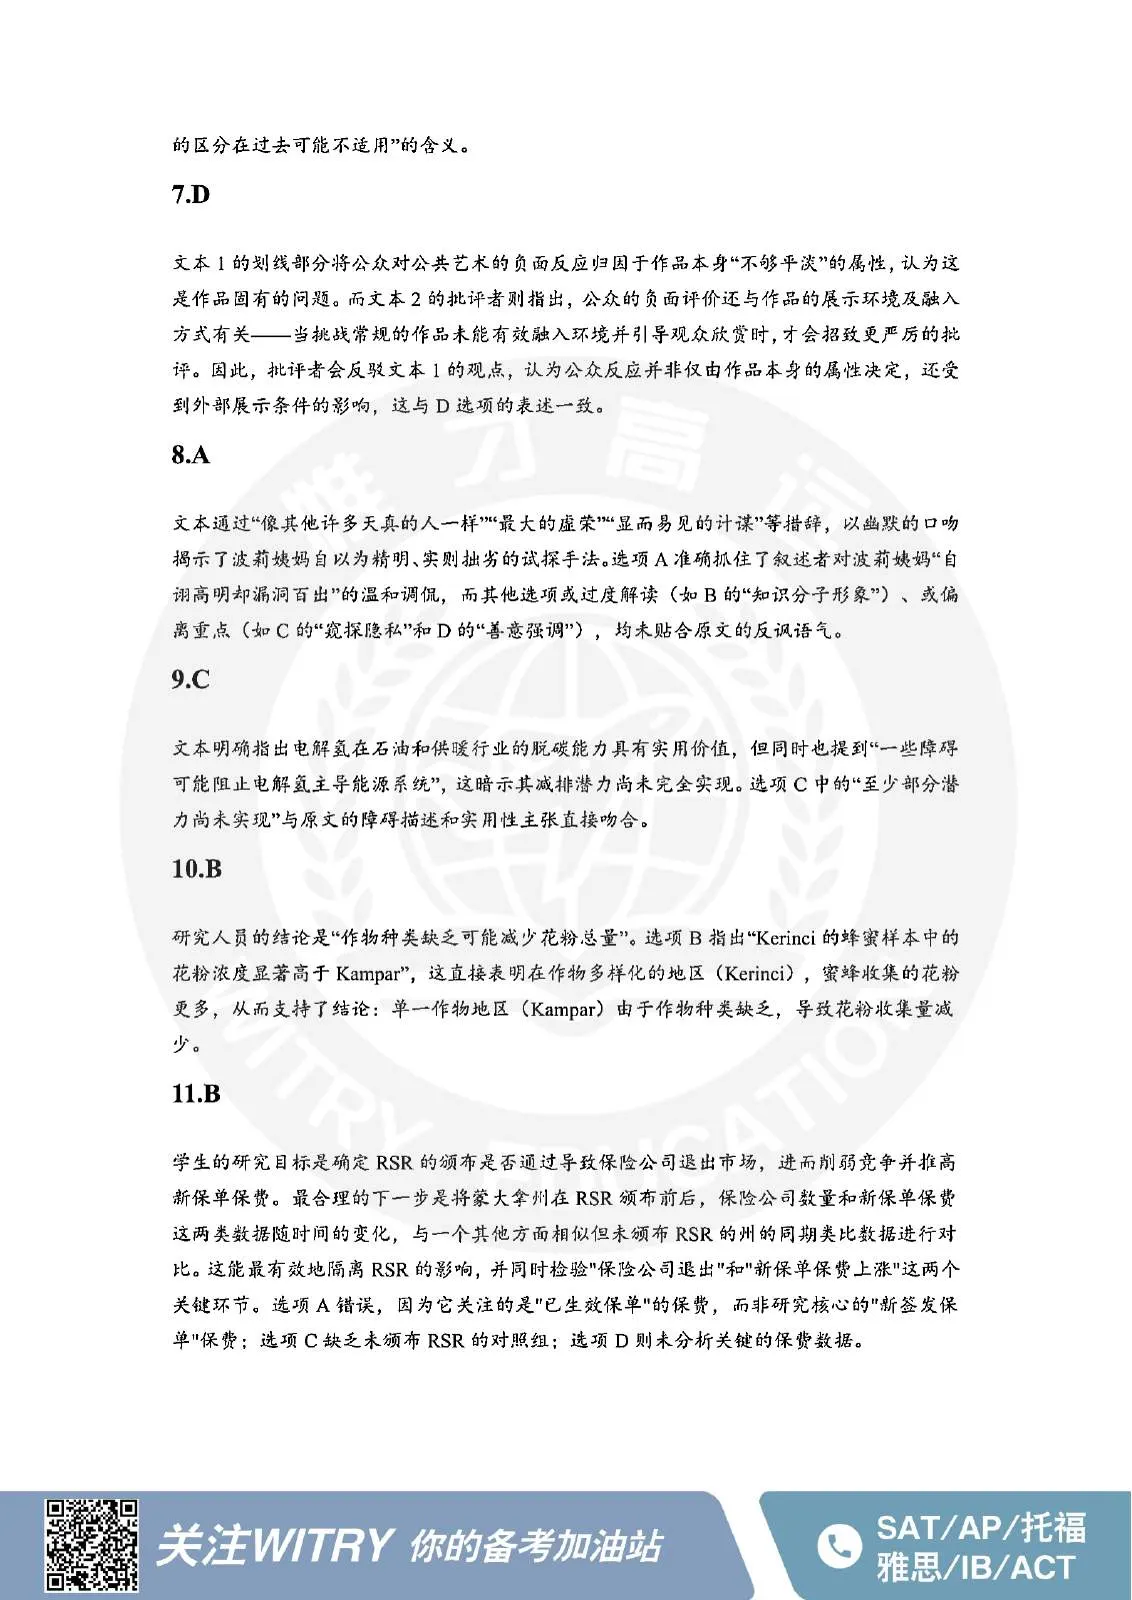 的区分在过去可能不适用”的含义。
7.D
文本 1 的划线部分将公众对公共艺术的负面反应归因于作品本身“不够平淡”的属性，认为这
是作品固有的问题。而文本 2 的批评者则指出，公众的负面评价还与作品的展示环境及融入
方式有关——当挑战常规的作品未能有效融入环境并引导观众欣赏时，才会招致更严厉的批
评。因此，批评者会反驳文本 1 的观点，认为公众反应并非仅由作品本身的属性决定，还受
到外部展示条件的影响，这与 D 选项的表述一致。
8.A
文本通过“像其他许多天真的人一样”“最大的虚荣”“显而易见的计谋”等措辞，以幽默的口吻
揭示了波莉姨妈自以为精明、实则拙劣的试探手法。选项 A 准确抓住了叙述者对波莉姨妈“自
诩高明却漏洞百出”的温和调侃，而其他选项或过度解读（如 B 的“知识分子形象”）、或偏
离重点（如 C 的“窥探隐私”和 D 的“善意强调”），均未贴合原文的反讽语气。
9.C
文本明确指出电解氢在石油和供暖行业的脱碳能力具有实用价值，但同时也提到“一些障碍
可能阻止电解氢主导能源系统”，这暗示其减排潜力尚未完全实现。选项 C 中的“至少部分潜
力尚未实现”与原文的障碍描述和实用性主张直接吻合。
10.B
研究人员的结论是“作物种类缺乏可能减少花粉总量”。选项 B 指出“Kerinci 的蜂蜜样本中的
花粉浓度显著高于 Kampar”，这直接表明在作物多样化的地区（Kerinci），蜜蜂收集的花粉
更多，从而支持了结论：单一作物地区（Kampar）由于作物种类缺乏，导致花粉收集量减
少。
11.B
学生的研究目标是确定 RSR 的颁布是否通过导致保险公司退出市场，进而削弱竞争并推高
新保单保费。最合理的下一步是将蒙大拿州在 RSR 颁布前后，保险公司数量和新保单保费
这两类数据随时间的变化，与一个其他方面相似但未颁布 RSR 的州的同期类比数据进行对
比。这能最有效地隔离 RSR 的影响，并同时检验"保险公司退出"和"新保单保费上涨"这两个
关键环节。选项 A 错误，因为它关注的是"已生效保单"的保费，而非研究核心的"新签发保
单"保费；选项 C 缺乏未颁布 RSR 的对照组；选项 D 则未分析关键的保费数据。
雅才高远
WITRY EDUCATION
关注WITRY 你的备考加油站
SAT/AP/托福
雅思/IB/ACT